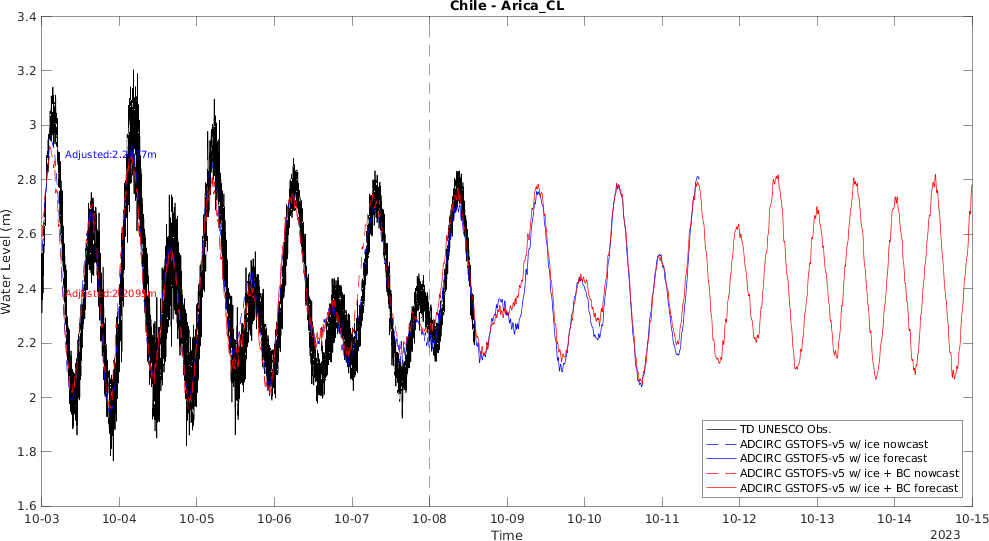 Chile - Arica_CL
3.4
3.2
3
2.8
2.6
2.4
2.2
2
1.8
1.6
Water Level (m)
10-03 10-04 10-05 10-06 10-07 10-08 10-09 10-10 10-11 10-12 10-13 10-14 10-15
Time
2023
TD UNESCO Obs.
ADCIRC GSTOFS-v5 w/ ice nowcast
ADCIRC GSTOFS-v5 w/ ice forecast
ADCIRC GSTOFS-v5 w/ ice + BC nowcast
ADCIRC GSTOFS-v5 w/ ice + BC forecast